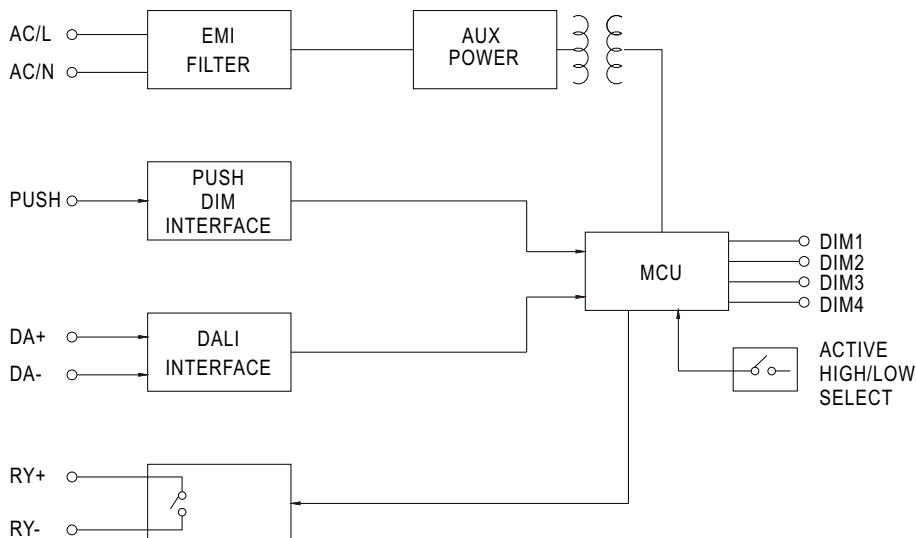 AC/L
AC/N
EMI
FILTER
AUX
POWER
PUSH
PUSH
DIM
INTERFACE
MCU
DIM1
DIM2
DIM3
DIM4
DA+
DA-
DALI
INTERFACE
ACTIVE
HIGH/LOW
SELECT
RY+
RY-